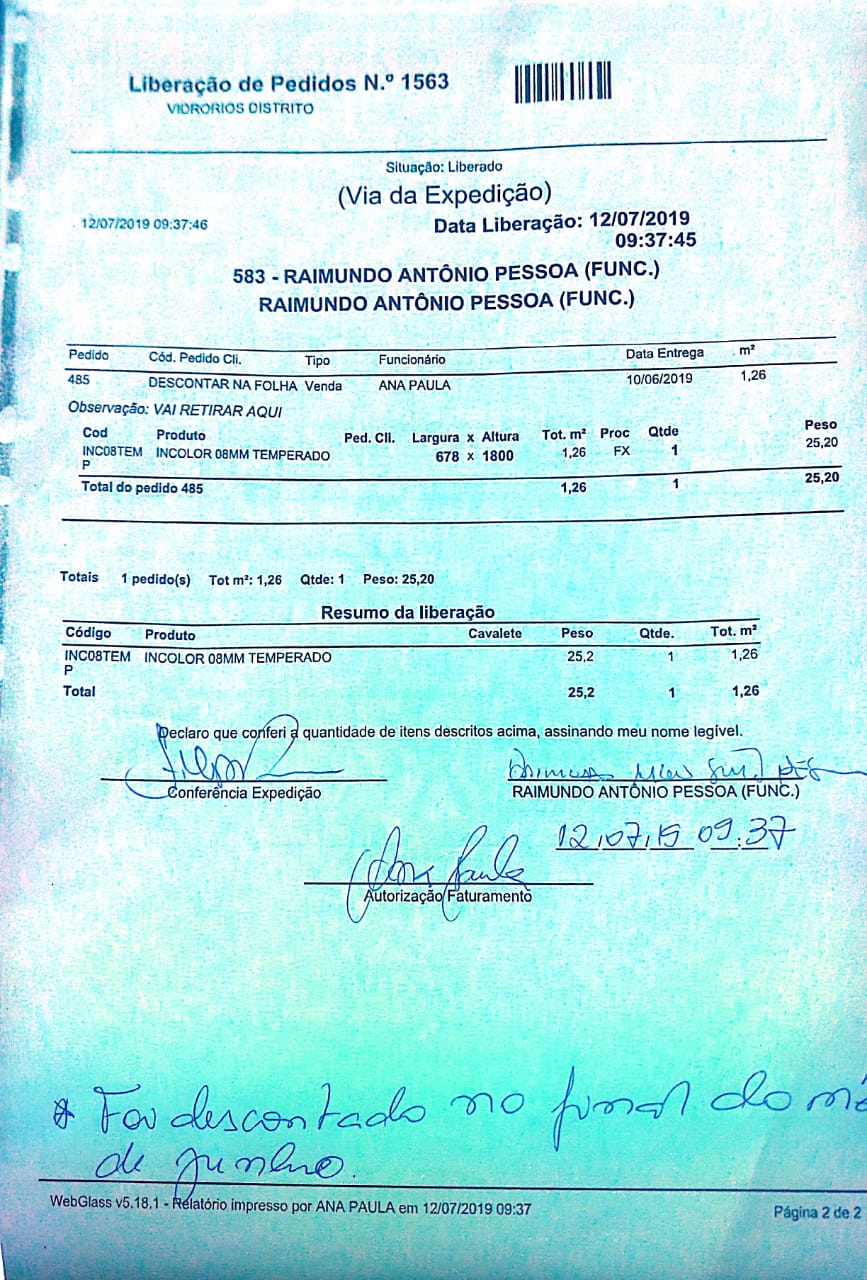 Liberação de Pedidos N.º 1563
VIDRORIOS DISTRITO
Situação: Liberado
(Via da Expedição)
12/07/2019 09:37:46
Data Liberação: 12/07/2019
09:37:45
583 - RAIMUNDO ANTÔNIO PESSOA (FUNC.)
RAIMUNDO ANTÔNIO PESSOA (FUNC.)
Pedido Cód. Pedido Cli. Tipo Funcionário Data Entrega m²
485 DESCONTAR NA FOLHA Venda ANA PAULA 10/06/2019 1,26
Observação: VAI RETIRAR AQUI
Cod Produto Ped. Cli. Largura x Altura Tot. m² Proc Qtde Peso
INC08TEM INCOLOR 08MM TEMPERADO 678 x 1800 1,26 FX 1 25,20
P
Total do pedido 485 1,26 1 25,20
Totais 1 pedido(s) Tot m²: 1,26 Qtde: 1 Peso: 25,20
Resumo da liberação
Código Produto Cavalete Peso Qtde. Tot. m²
INC08TEM INCOLOR 08MM TEMPERADO 25,2 1 1,26
P
Total 25,2 1 1,26
Declaro que conferi a quantidade de itens descritos acima, assinando meu nome legível.
Conferência Expedição RAIMUNDO ANTÔNIO PESSOA (FUNC.)
12/07/19 09:37
Ana Paula
Autorização Faturamento
* Foi descontado no final do mê
de junho.
WebGlass v5.18.1 - Relatório impresso por ANA PAULA em 12/07/2019 09:37
Página 2 de 2